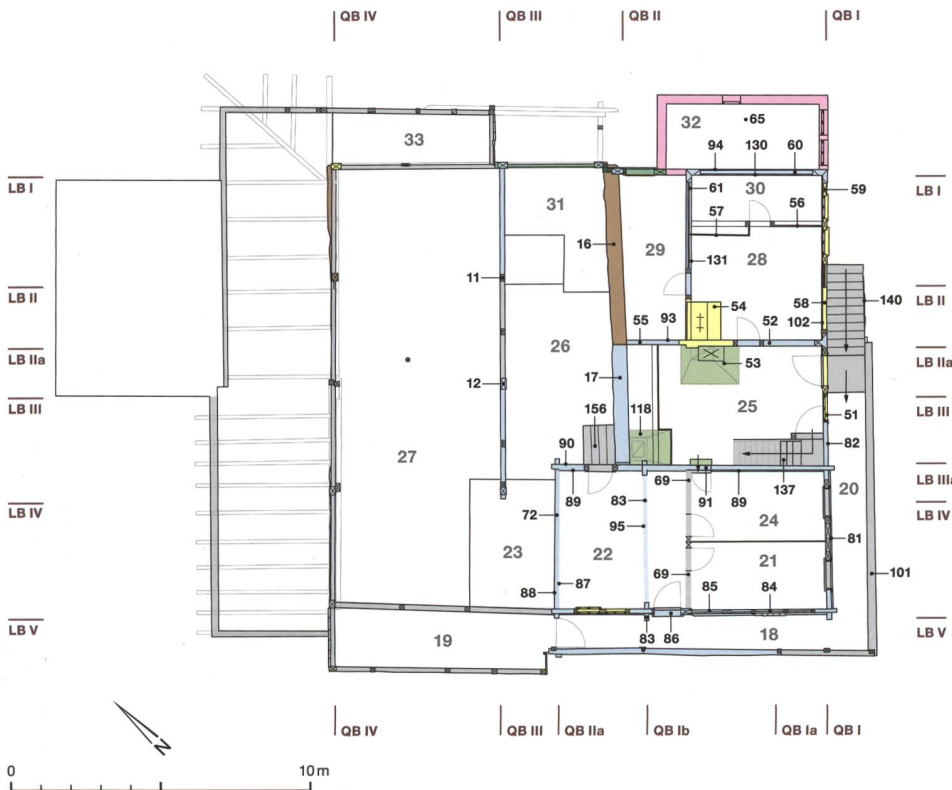 QB IV QB III QB II QB I
32 65
33
94 130 60
LB I LB I
61 30 59
57 56
31
16 29
131 28
11
LB II 58 LB II
54 140
102
55 93 52
LB IIa LB IIa
26 53
17
27 12
25
LB III 156 118 51 LB III
82
90
LB IIIa
89 69 91 89 137 20
LB IV 72 83 LB IV
24
95 81
23 22
21
87 69 101
88 85 84
LB V LB V
19 83 86 18
QB IV QB III QB IIa QB Ib QB Ia QB I
N
0 10 m